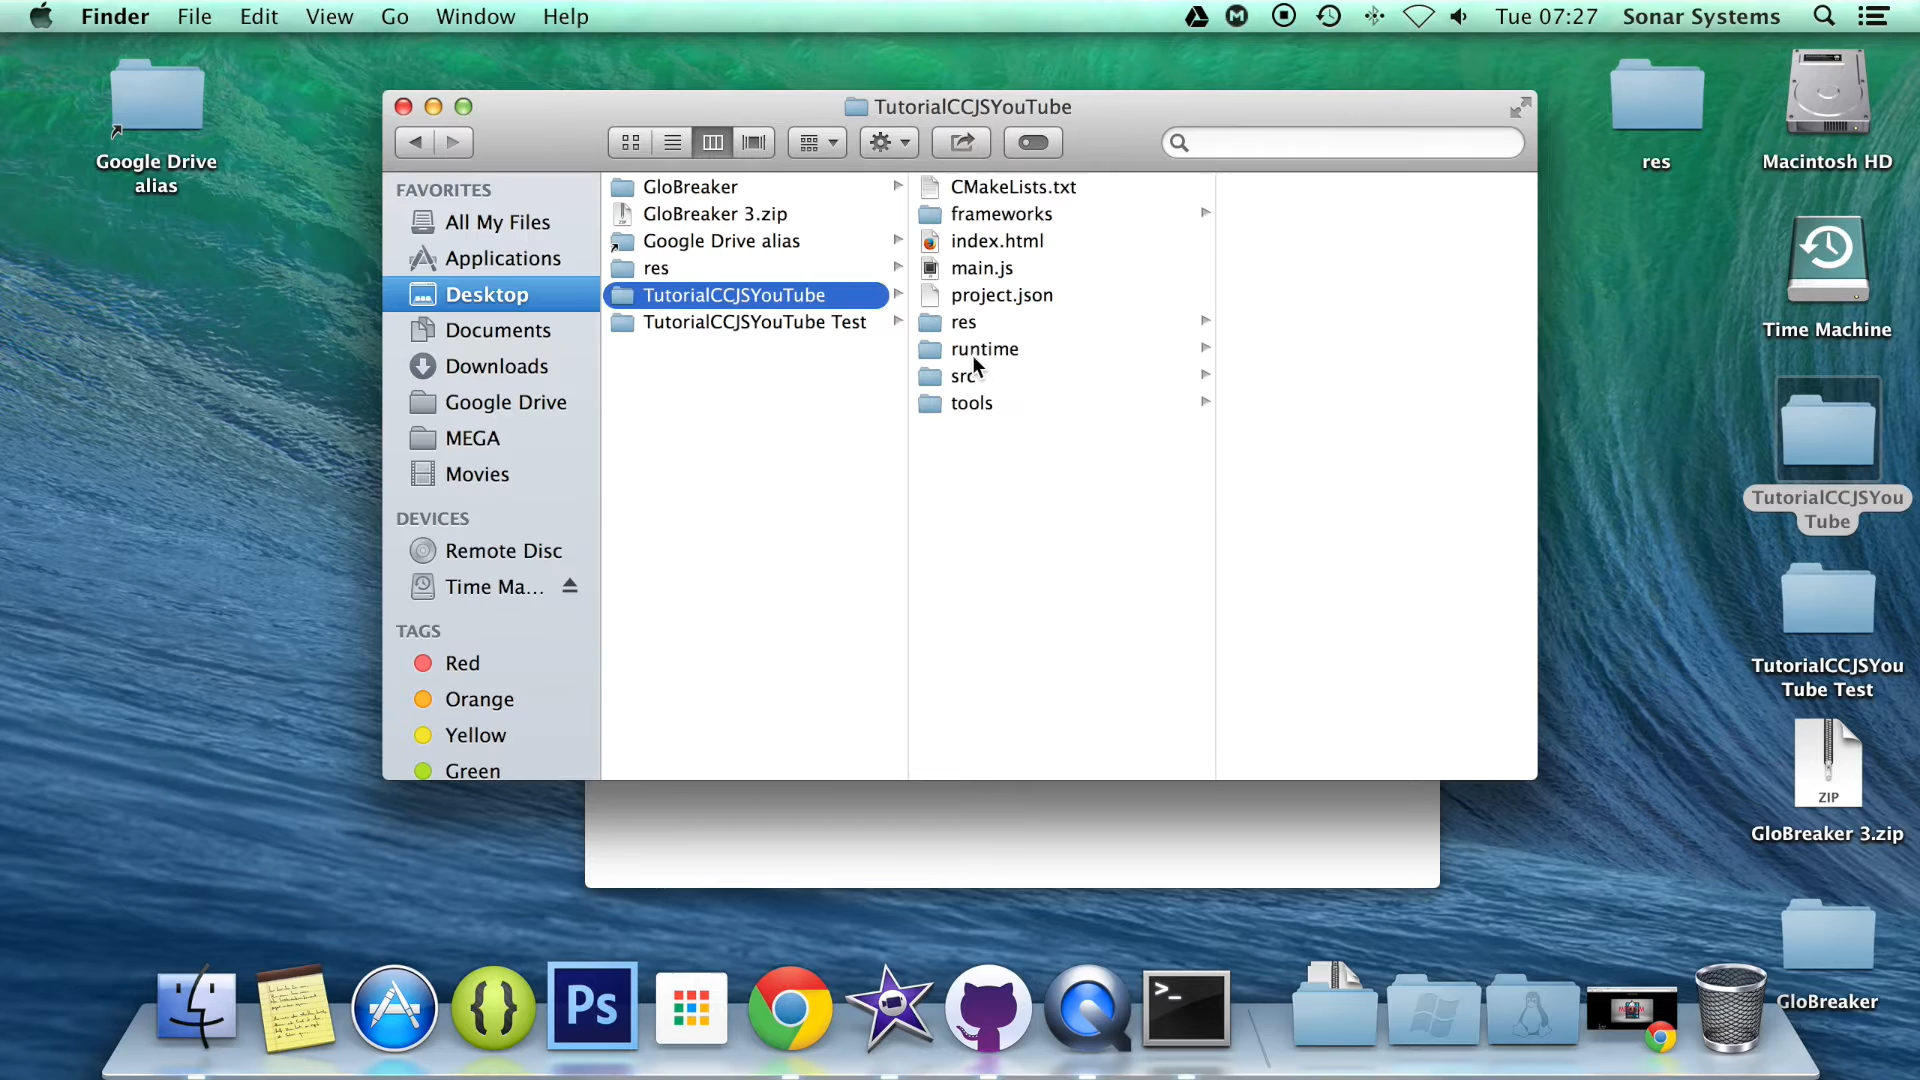 Finder File Edit View Go Window Help Tue 07:27 Sonar Systems
Google Drive
alias
res
Macintosh HD
Time Machine
TutorialCCJSYou
Tube
TutorialCCJSYou
Tube Test
ZIP
GloBreaker 3.zip
GloBreaker
TutorialCCJSYouTube
FAVORITES
All My Files
Applications
Desktop
Documents
Downloads
Google Drive
MEGA
Movies
DEVICES
Remote Disc
Time Ma...
TAGS
Red
Orange
Yellow
Green
GloBreaker
GloBreaker 3.zip
Google Drive alias
res
TutorialCCJSYouTube
TutorialCCJSYouTube Test
CMakeLists.txt
frameworks
index.html
main.js
project.json
res
runtime
src
tools
{}
Ps
>_